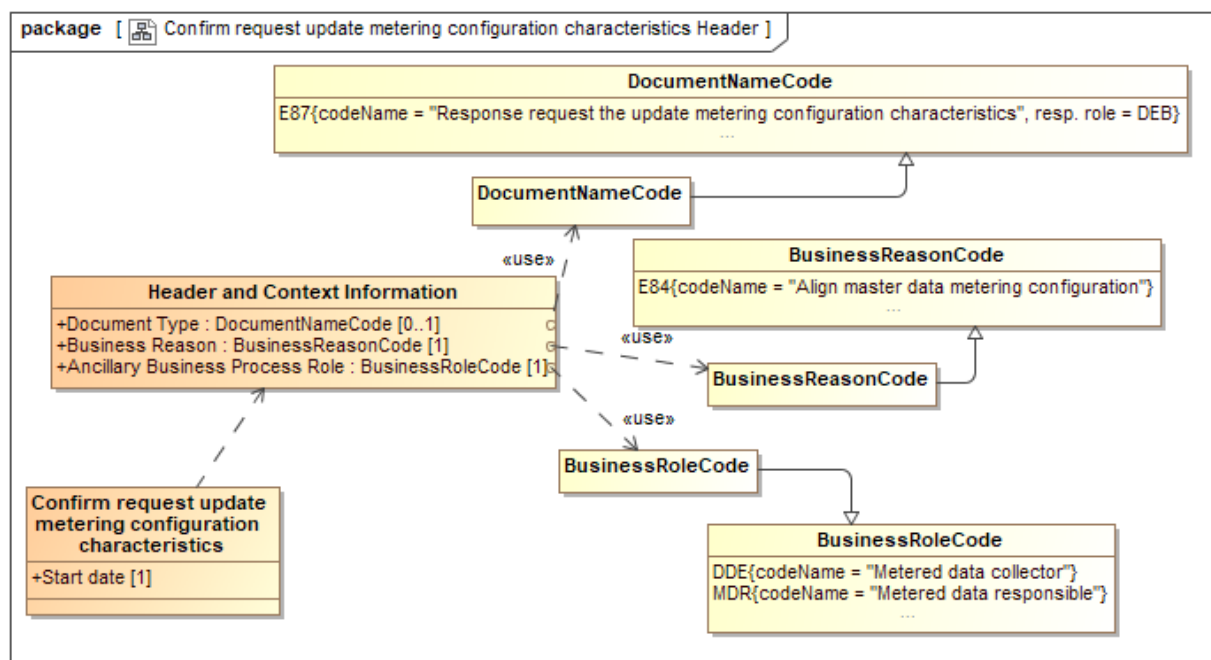 package [ Confirm request update metering configuration characteristics Header ]
DocumentNameCode
E87{codeName = "Response request the update metering configuration characteristics", resp. role = DEB}
...
DocumentNameCode
«use»
BusinessReasonCode
E84{codeName = "Align master data metering configuration"}
...
Header and Context Information
+Document Type : DocumentNameCode [0..1]
+Business Reason : BusinessReasonCode [1]
+Ancillary Business Process Role : BusinessRoleCode [1]
«use»
BusinessReasonCode
«use»
BusinessRoleCode
Confirm request update
metering configuration
characteristics
+Start date [1]
BusinessRoleCode
DDE{codeName = "Metered data collector"}
MDR{codeName = "Metered data responsible"}
...